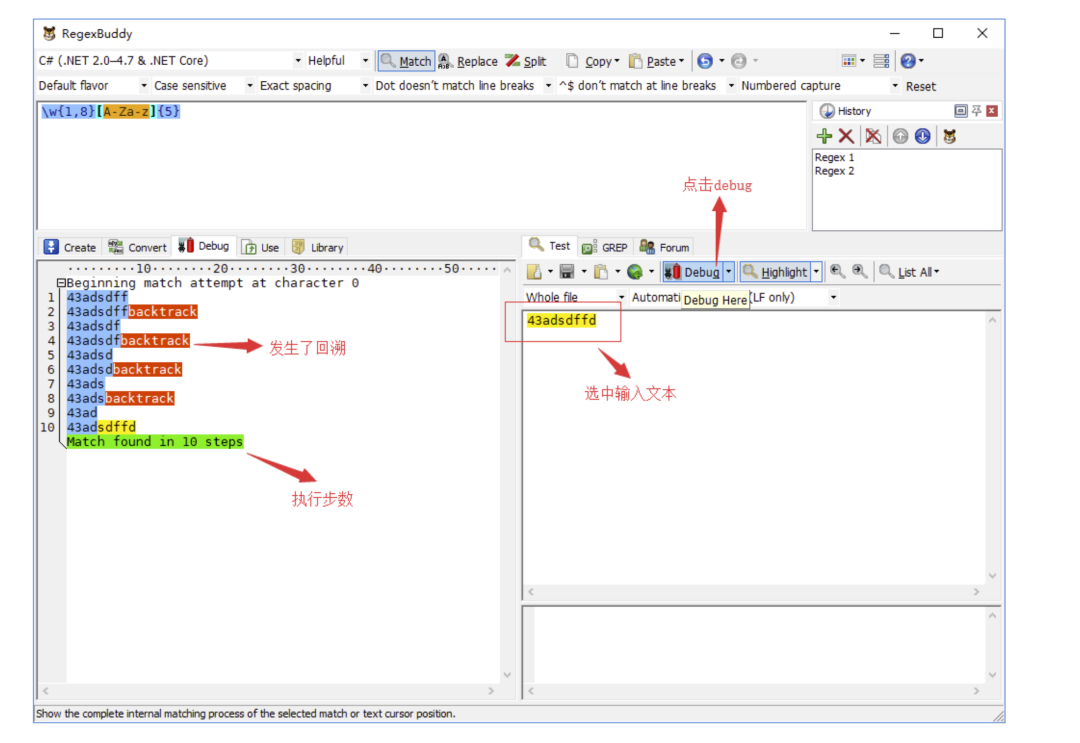 RegexBuddy
C# (.NET 2.0–4.7 & .NET Core) Helpful Match Replace Split Copy Paste
Default flavor Case sensitive Exact spacing Dot doesn't match line breaks ^$ don't match at line breaks Numbered capture Reset
\w{1,8}[A-Za-z]{5}
History
Regex 1
Regex 2
点击debug
Create Convert Debug Use Library
Test GREP Forum
Debug Highlight List All
Whole file Automati Debug Here (LF only)
·········10········20········30········40········50·····
Beginning match attempt at character 0
1 43adsdff
2 43adsdffbacktrack
3 43adsdf
4 43adsdfbacktrack
5 43adsd
6 43adsdbacktrack
7 43ads
8 43adsbacktrack
9 43ad
10 43adsdffd
Match found in 10 steps
发生了回溯
执行步数
43adsdffd
选中输入文本
Show the complete internal matching process of the selected match or text cursor position.